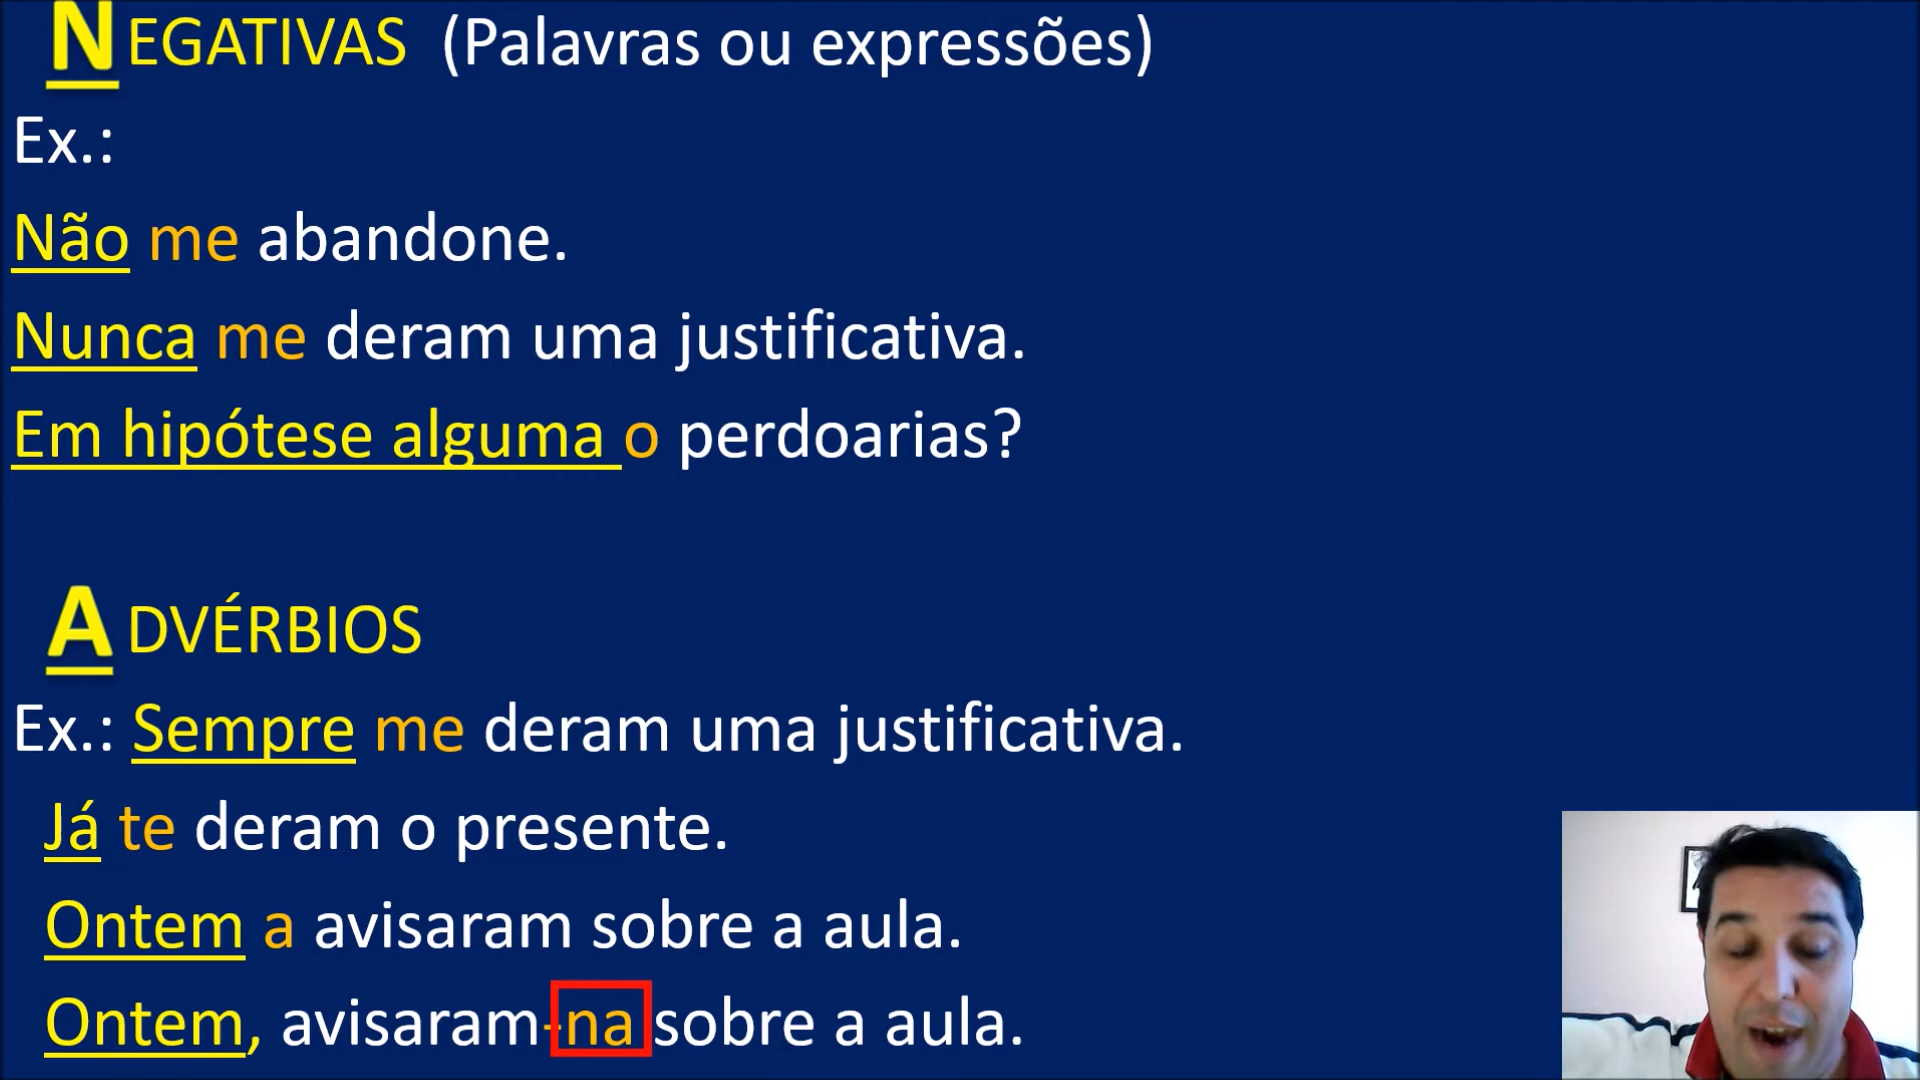 NEGATIVAS (Palavras ou expressões)
Ex.:
Não me abandone.
Nunca me deram uma justificativa.
Em hipótese alguma o perdoarias?
ADVÉRBIOS
Ex.: Sempre me deram uma justificativa.
Já te deram o presente.
Ontem a avisaram sobre a aula.
Ontem, avisaram-na sobre a aula.